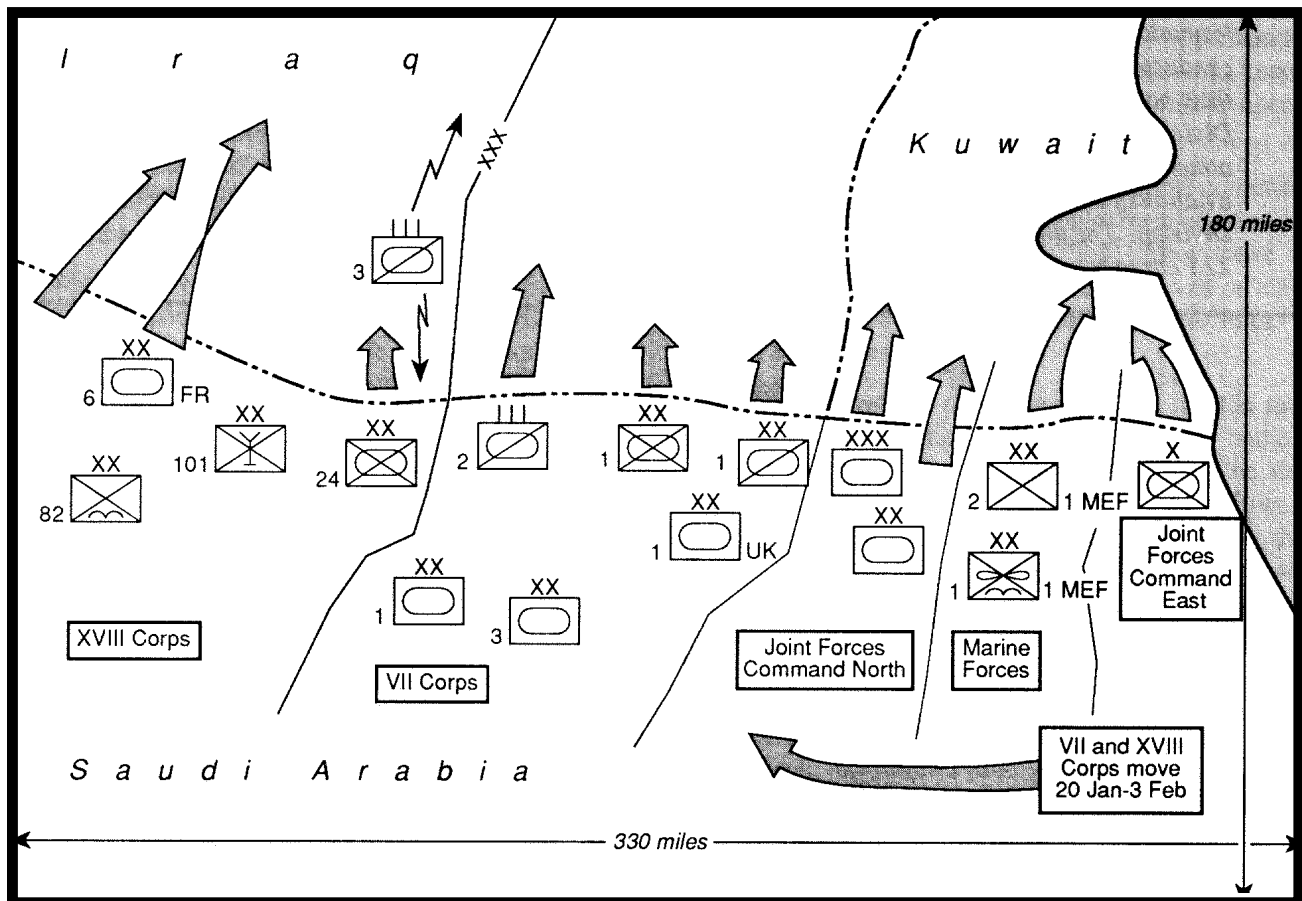 I r a q
K u w a i t
XXX
180 miles
III
3
XX
6 FR
XX
101
XX
82
XX
24
III
2
XX
1
XX
1
XXX
XX
XX
1 UK
XX
2 1 MEF
XX
1 1 MEF
X
Joint
Forces
Command
East
XX
1
XX
3
XVIII Corps
VII Corps
Joint Forces
Command North
Marine
Forces
VII and XVIII
Corps move
20 Jan-3 Feb
S a u d i A r a b i a
330 miles